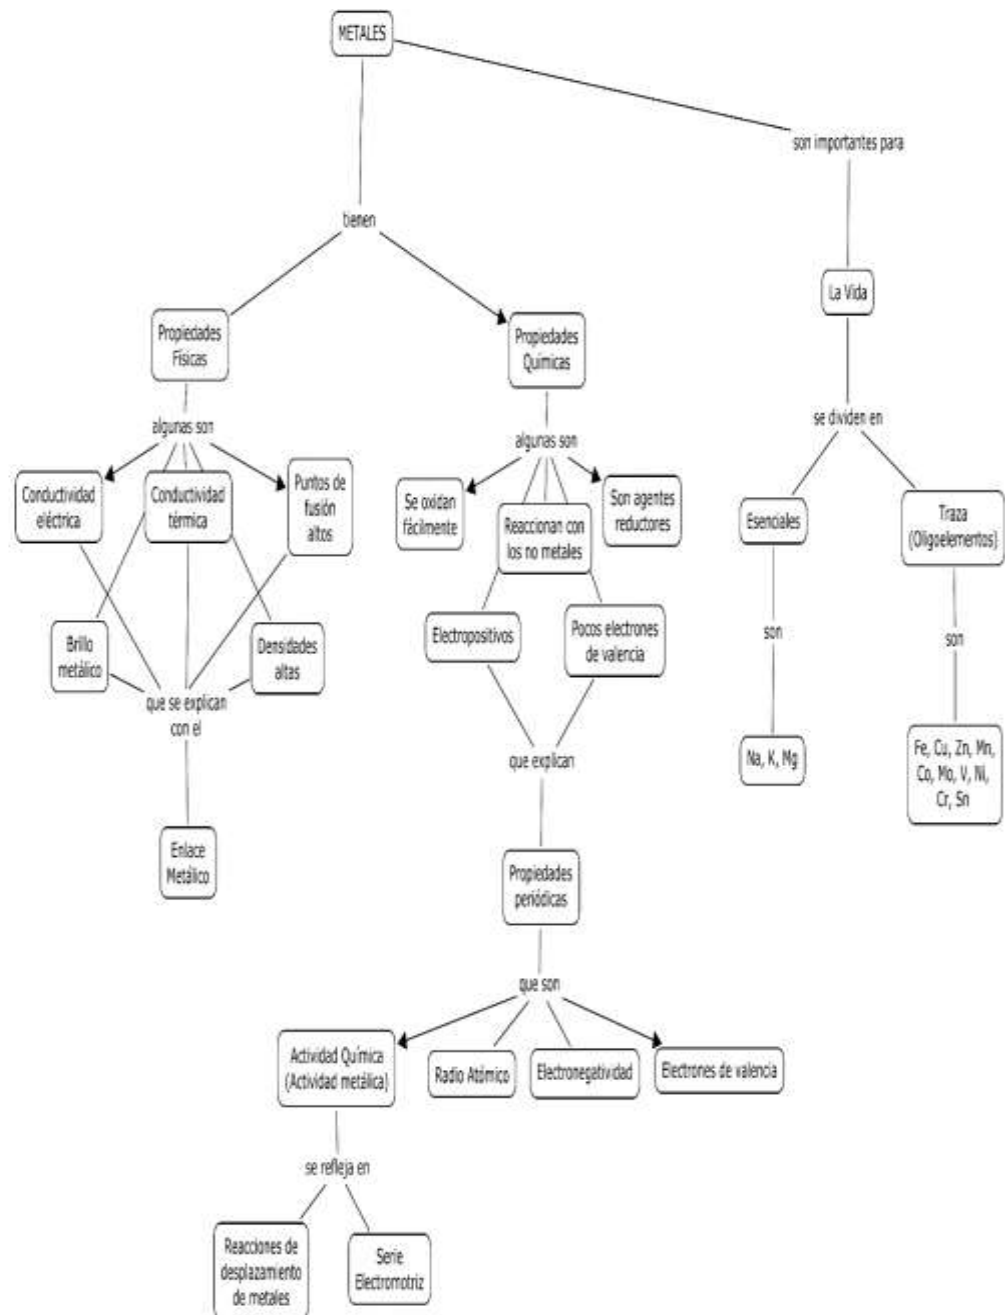 METALES
son importantes para
tienen
La Vida
Propiedades
Físicas
Propiedades
Químicas
algunas son
algunas son
se dividen en
Conductividad
eléctrica
Conductividad
térmica
Puntos de
fusión
altos
Se oxidan
fácilmente
Reaccionan con
los no metales
Son agentes
reductores
Esenciales
Traza
(Oligoelementos)
Brillo
metálico
Densidades
altas
Electropositivos
Pocos electrones
de valencia
son
son
que se explican
con el
que explican
Na, K, Mg
Fe, Cu, Zn, Mn,
Co, Mo, V, Ni,
Cr, Sn
Enlace
Metálico
Propiedades
periódicas
que son
Actividad Química
(Actividad metálica)
Radio Atómico
Electronegatividad
Electrones de valencia
se refleja en
Reacciones de
desplazamiento
de metales
Serie
Electromotriz